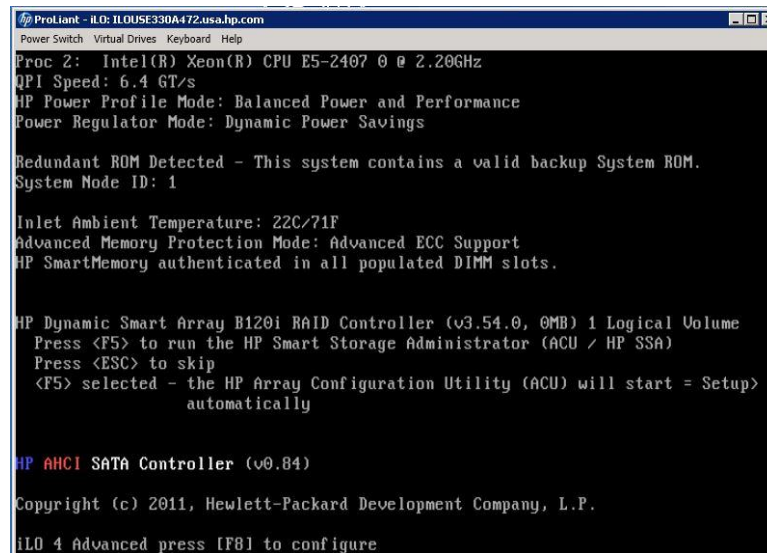 ProLiant - iLO: ILOUSE330A472.usa.hp.com
Power Switch Virtual Drives Keyboard Help
Proc 2: Intel(R) Xeon(R) CPU E5-2407 0 @ 2.20GHz
QPI Speed: 6.4 GT/s
HP Power Profile Mode: Balanced Power and Performance
Power Regulator Mode: Dynamic Power Savings
Redundant ROM Detected - This system contains a valid backup System ROM.
System Node ID: 1
Inlet Ambient Temperature: 22C/71F
Advanced Memory Protection Mode: Advanced ECC Support
HP SmartMemory authenticated in all populated DIMM slots.
HP Dynamic Smart Array B120i RAID Controller (v3.54.0, 0MB) 1 Logical Volume
Press <F5> to run the HP Smart Storage Administrator (ACU / HP SSA)
Press <ESC> to skip
<F5> selected - the HP Array Configuration Utility (ACU) will start = Setup>
automatically
HP AHCI SATA Controller (v0.84)
Copyright (c) 2011, Hewlett-Packard Development Company, L.P.
iLO 4 Advanced press [F8] to configure